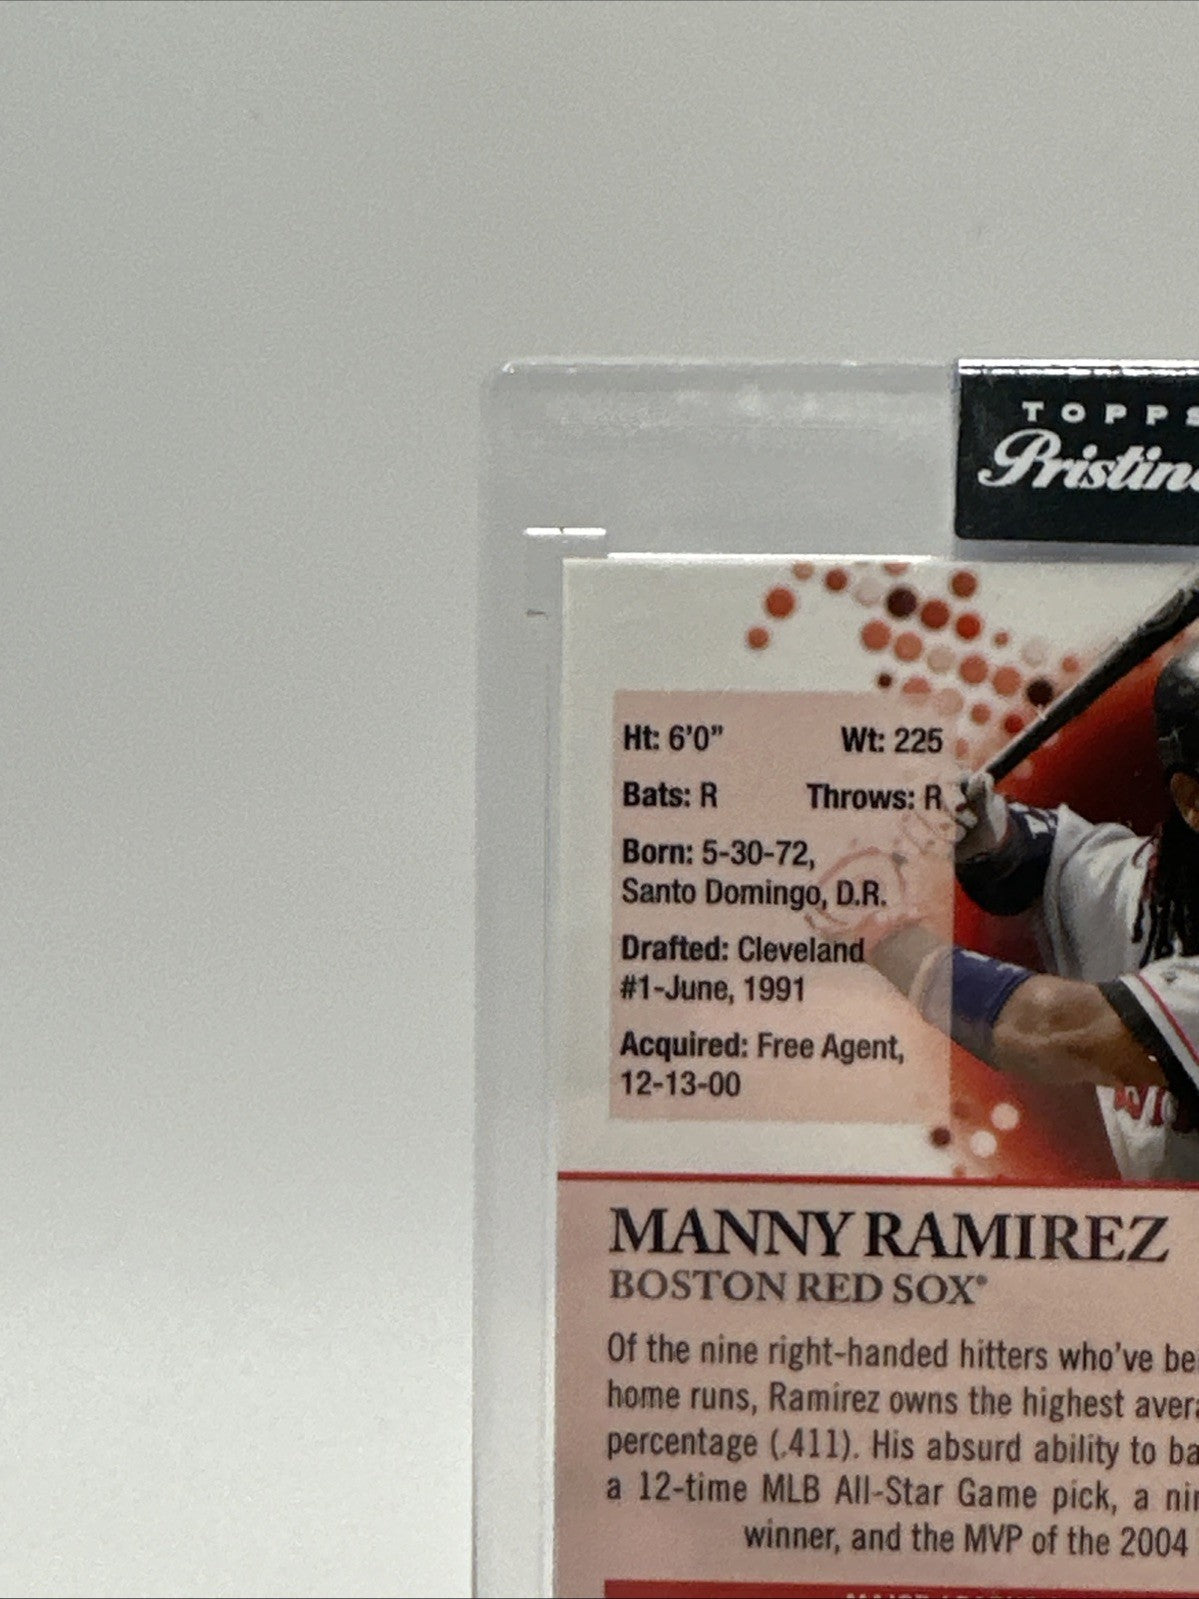 TOPPS
Pristine
Ht: 6'0" Wt: 225
Bats: R Throws: R
Born: 5-30-72,
Santo Domingo, D.R.
Drafted: Cleveland
#1-June, 1991
Acquired: Free Agent,
12-13-00
MANNY RAMIREZ
BOSTON RED SOX®
Of the nine right-handed hitters who've
home runs, Ramirez owns the highest
percentage (.411). His absurd ability to
a 12-time MLB All-Star Game pick, a
winner, and the MVP of the 2004